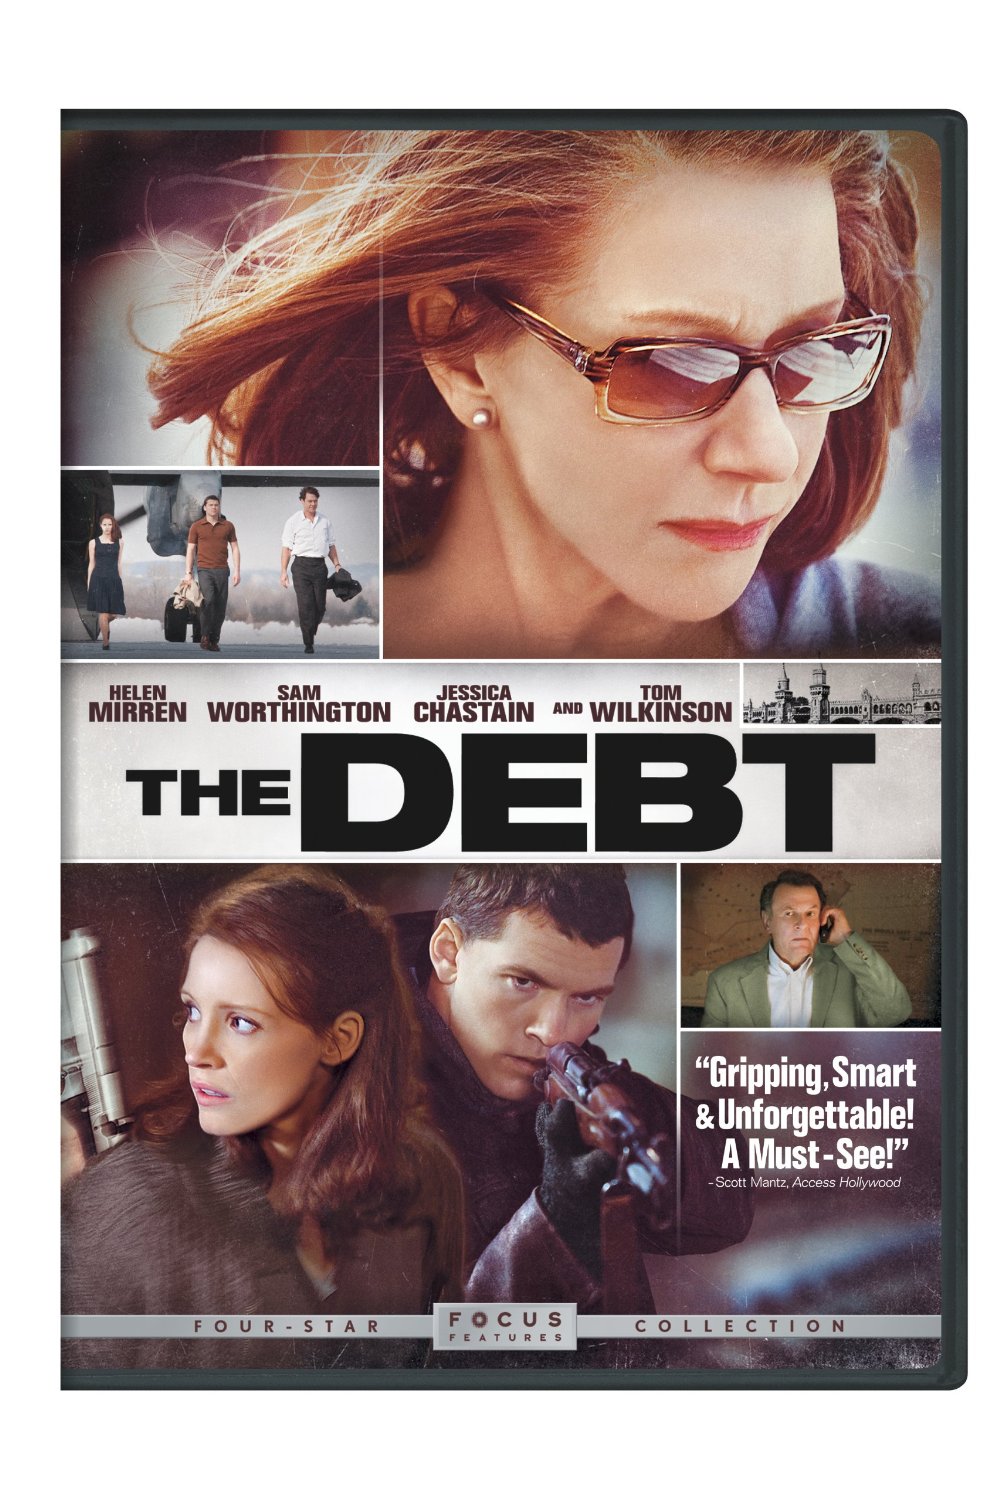 HELEN MIRREN
SAM WORTHINGTON
JESSICA CHASTAIN
AND TOM WILKINSON
THE DEBT
“Gripping, Smart
& Unforgettable!
A Must-See!”
- Scott Mantz, Access Hollywood
FOUR-STAR
FOCUS
FEATURES
COLLECTION